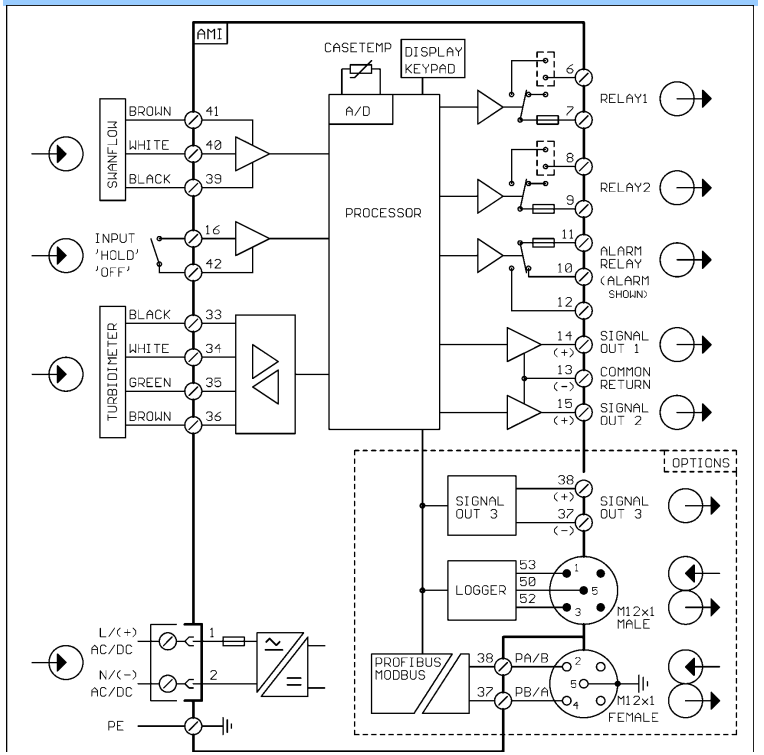 AMI
CASETEMP
DISPLAY
KEYPAD
A/D
PROCESSOR
SWANFLOW
BROWN 41
WHITE 40
BLACK 39
INPUT
'HOLD'
'OFF'
16
42
TURBIDIMETER
BLACK 33
WHITE 34
GREEN 35
BROWN 36
6
7
RELAY1
8
9
RELAY2
11
10
12
ALARM
RELAY
(ALARM
SHOWN)
14
(+)
SIGNAL
OUT 1
13
(-)
COMMON
RETURN
15
(+)
SIGNAL
OUT 2
OPTIONS
SIGNAL
OUT 3
38
(+)
37
(-)
SIGNAL
OUT 3
LOGGER
53
50
52
1
5
3
M12x1
MALE
PROFIBUS
MODBUS
38 PA/B
37 PB/A
2
5
4
M12x1
FEMALE
L/(+)
AC/DC
1
N/(-)
AC/DC
2
PE